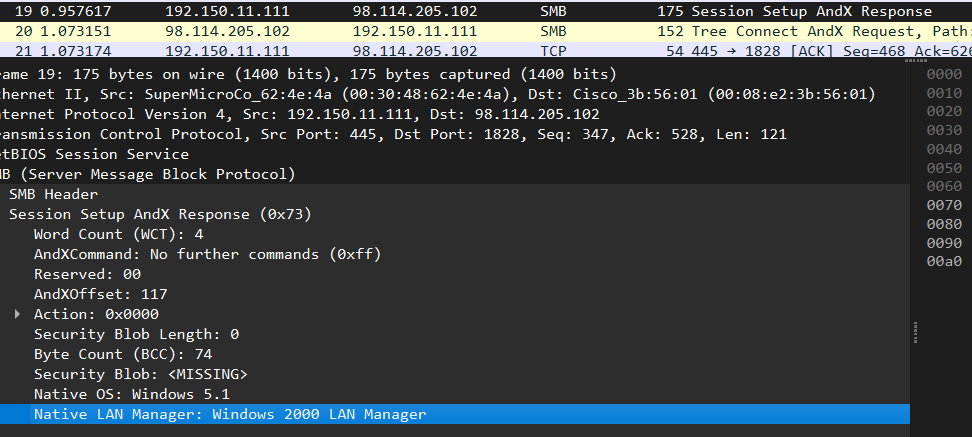 19 0.957617 192.150.11.111 98.114.205.102 SMB 175 Session Setup AndX Response
20 1.073151 98.114.205.102 192.150.11.111 SMB 152 Tree Connect AndX Request, Path:
21 1.073174 192.150.11.111 98.114.205.102 TCP 54 445 → 1828 [ACK] Seq=468 Ack=626
rame 19: 175 bytes on wire (1400 bits), 175 bytes captured (1400 bits)
thernet II, Src: SuperMicroCo_62:4e:4a (00:30:48:62:4e:4a), Dst: Cisco_3b:56:01 (00:08:e2:3b:56:01)
nternet Protocol Version 4, Src: 192.150.11.111, Dst: 98.114.205.102
ransmission Control Protocol, Src Port: 445, Dst Port: 1828, Seq: 347, Ack: 528, Len: 121
etBIOS Session Service
MB (Server Message Block Protocol)
SMB Header
Session Setup AndX Response (0x73)
Word Count (WCT): 4
AndXCommand: No further commands (0xff)
Reserved: 00
AndXOffset: 117
Action: 0x0000
Security Blob Length: 0
Byte Count (BCC): 74
Security Blob: <MISSING>
Native OS: Windows 5.1
Native LAN Manager: Windows 2000 LAN Manager
0000
0010
0020
0030
0040
0050
0060
0070
0080
0090
00a0